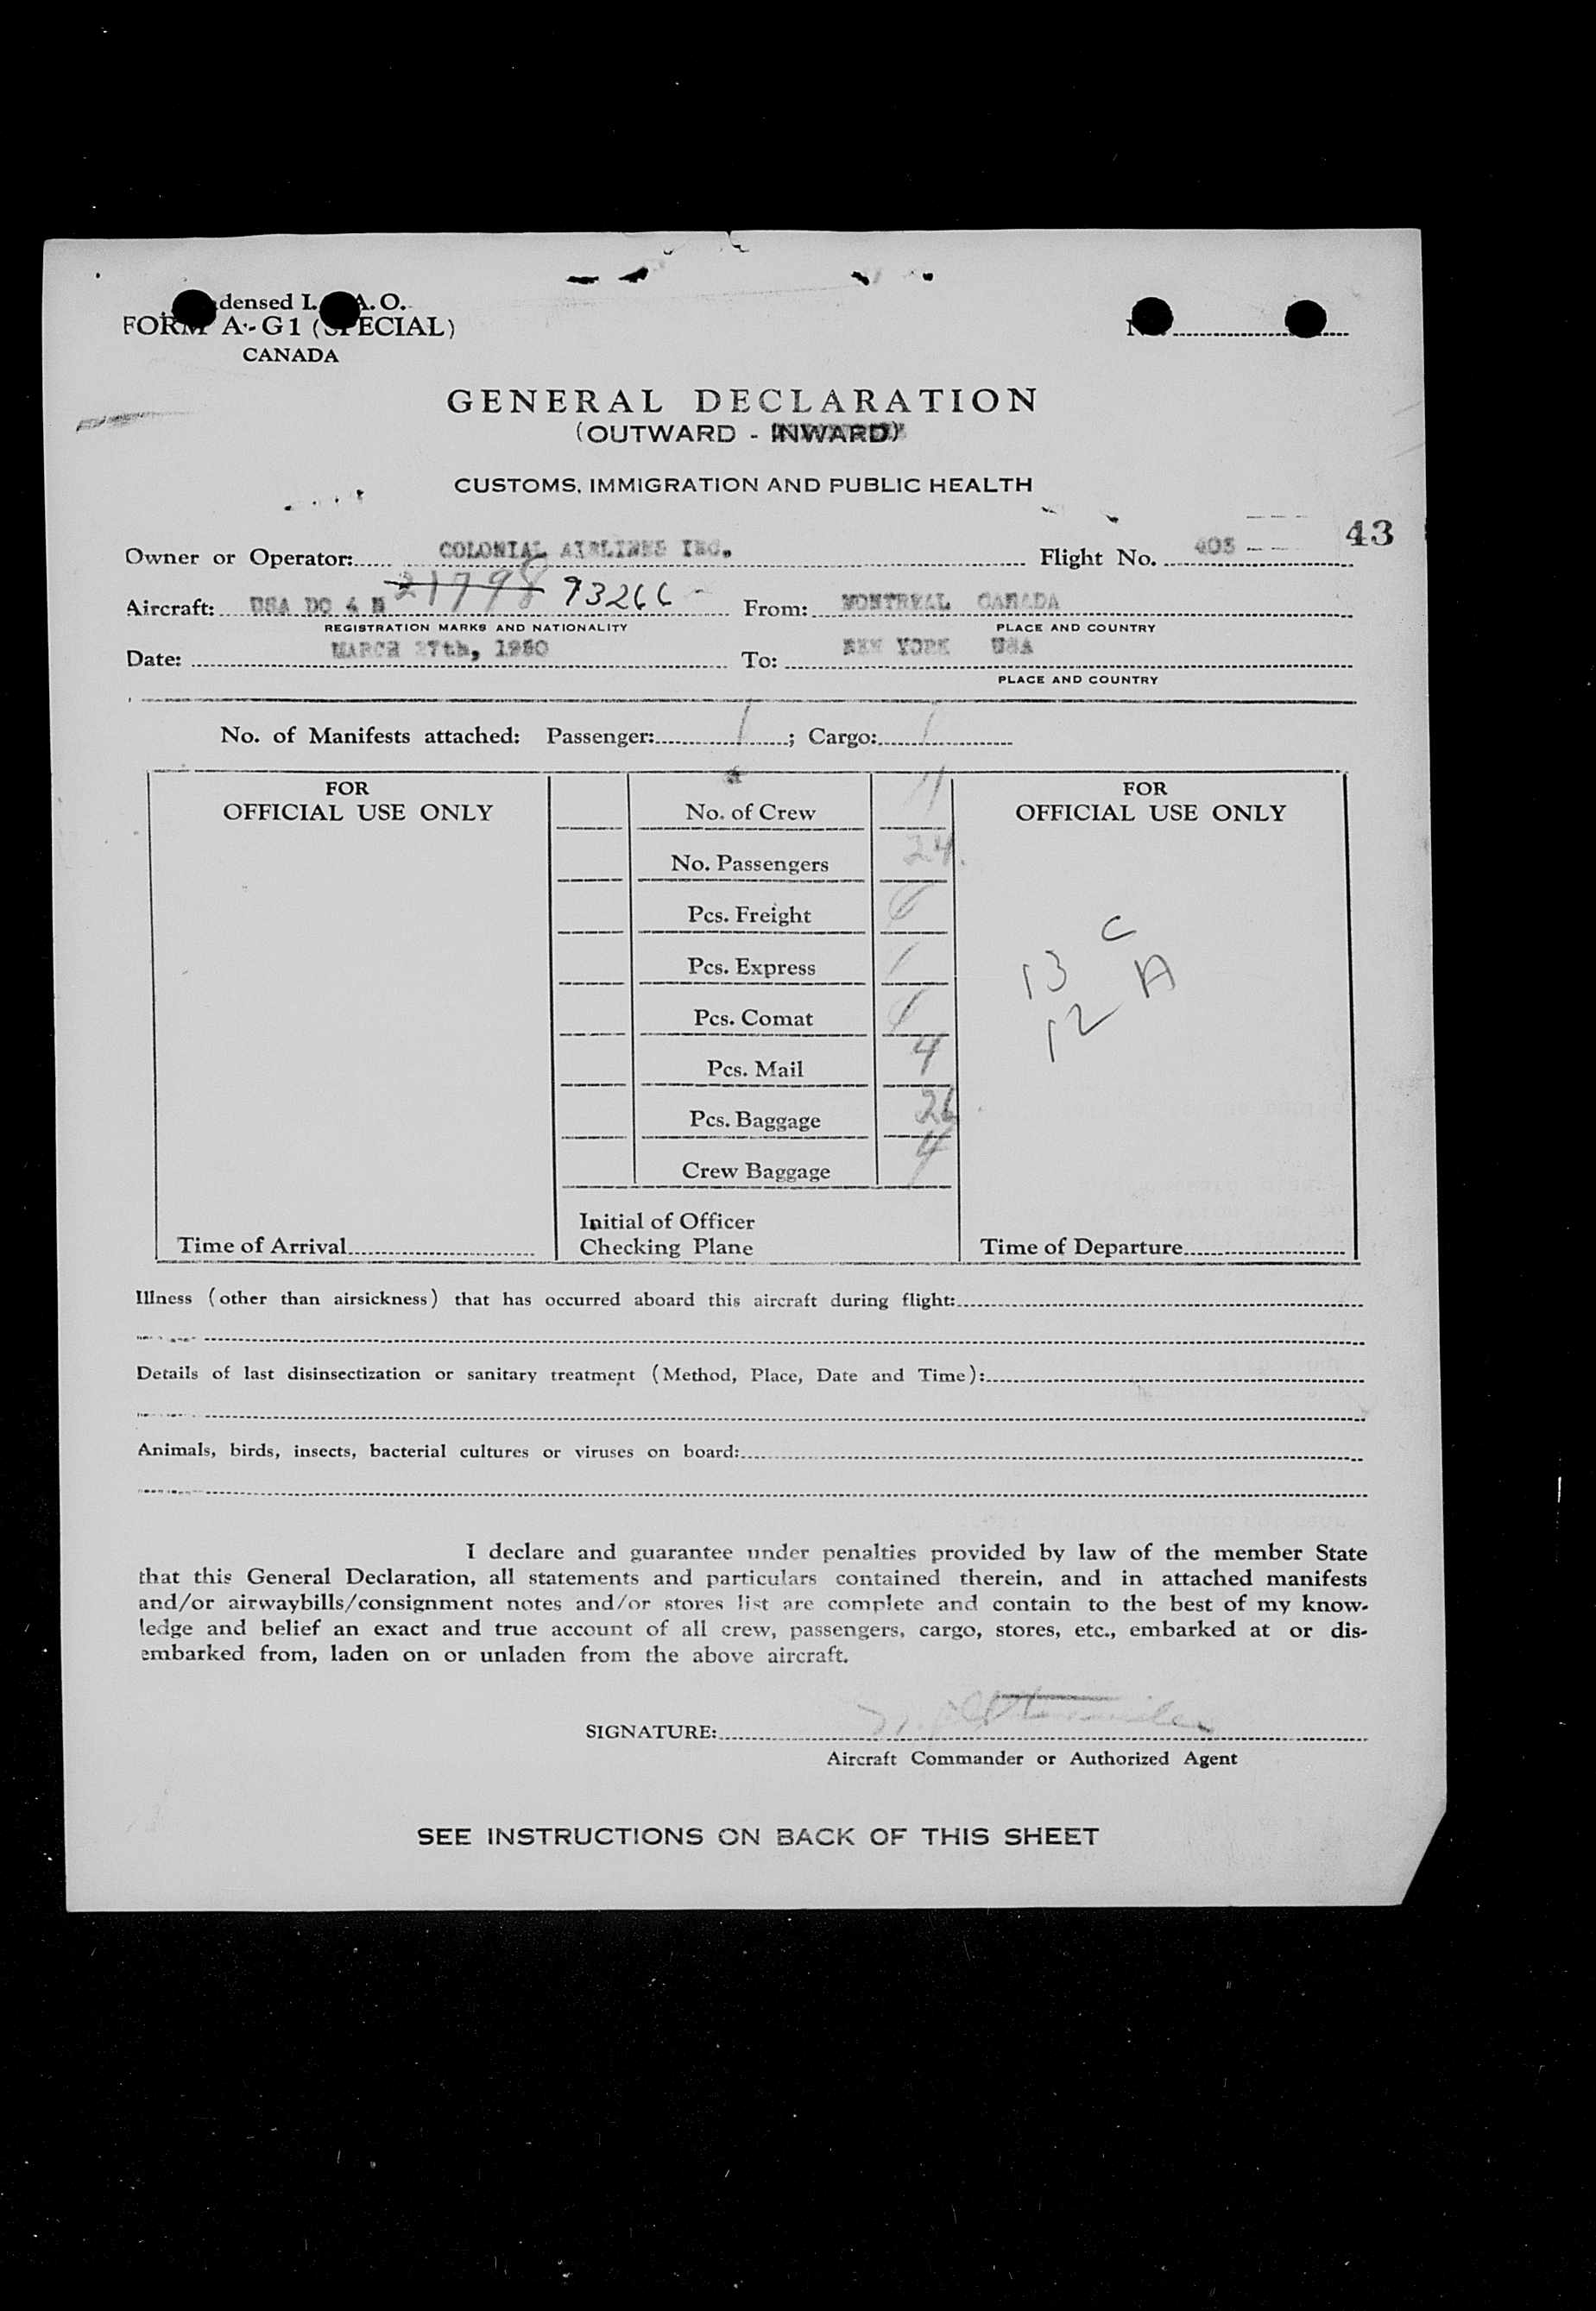 densed I. A.O.
FORM A-G1 (SPECIAL)
CANADA
GENERAL DECLARATION
(OUTWARD - INWARD)
CUSTOMS, IMMIGRATION AND PUBLIC HEALTH
43
Owner or Operator: COLONIAL AIRLINES INC. Flight No. 403
Aircraft: USA DC 4 N 21798 93266 From: MONTREAL CANADA
REGISTRATION MARKS AND NATIONALITY PLACE AND COUNTRY
Date: MARCH 27th, 1950 To: NEW YORK USA
PLACE AND COUNTRY
No. of Manifests attached: Passenger: 1; Cargo: 1
FOR
OFFICIAL USE ONLY
No. of Crew
No. Passengers 24
Pcs. Freight
Pcs. Express
Pcs. Comat
Pcs. Mail 4
Pcs. Baggage 26
Crew Baggage 4
Initial of Officer
Checking Plane
Time of Arrival
FOR
OFFICIAL USE ONLY
13 C
12 A
Time of Departure
Illness (other than airsickness) that has occurred aboard this aircraft during flight:
Details of last disinsectization or sanitary treatment (Method, Place, Date and Time):
Animals, birds, insects, bacterial cultures or viruses on board:
I declare and guarantee under penalties provided by law of the member State
that this General Declaration, all statements and particulars contained therein, and in attached manifests
and/or airwaybills/consignment notes and/or stores list are complete and contain to the best of my know-
ledge and belief an exact and true account of all crew, passengers, cargo, stores, etc., embarked at or dis-
embarked from, laden on or unladen from the above aircraft.
SIGNATURE:
Aircraft Commander or Authorized Agent
SEE INSTRUCTIONS ON BACK OF THIS SHEET